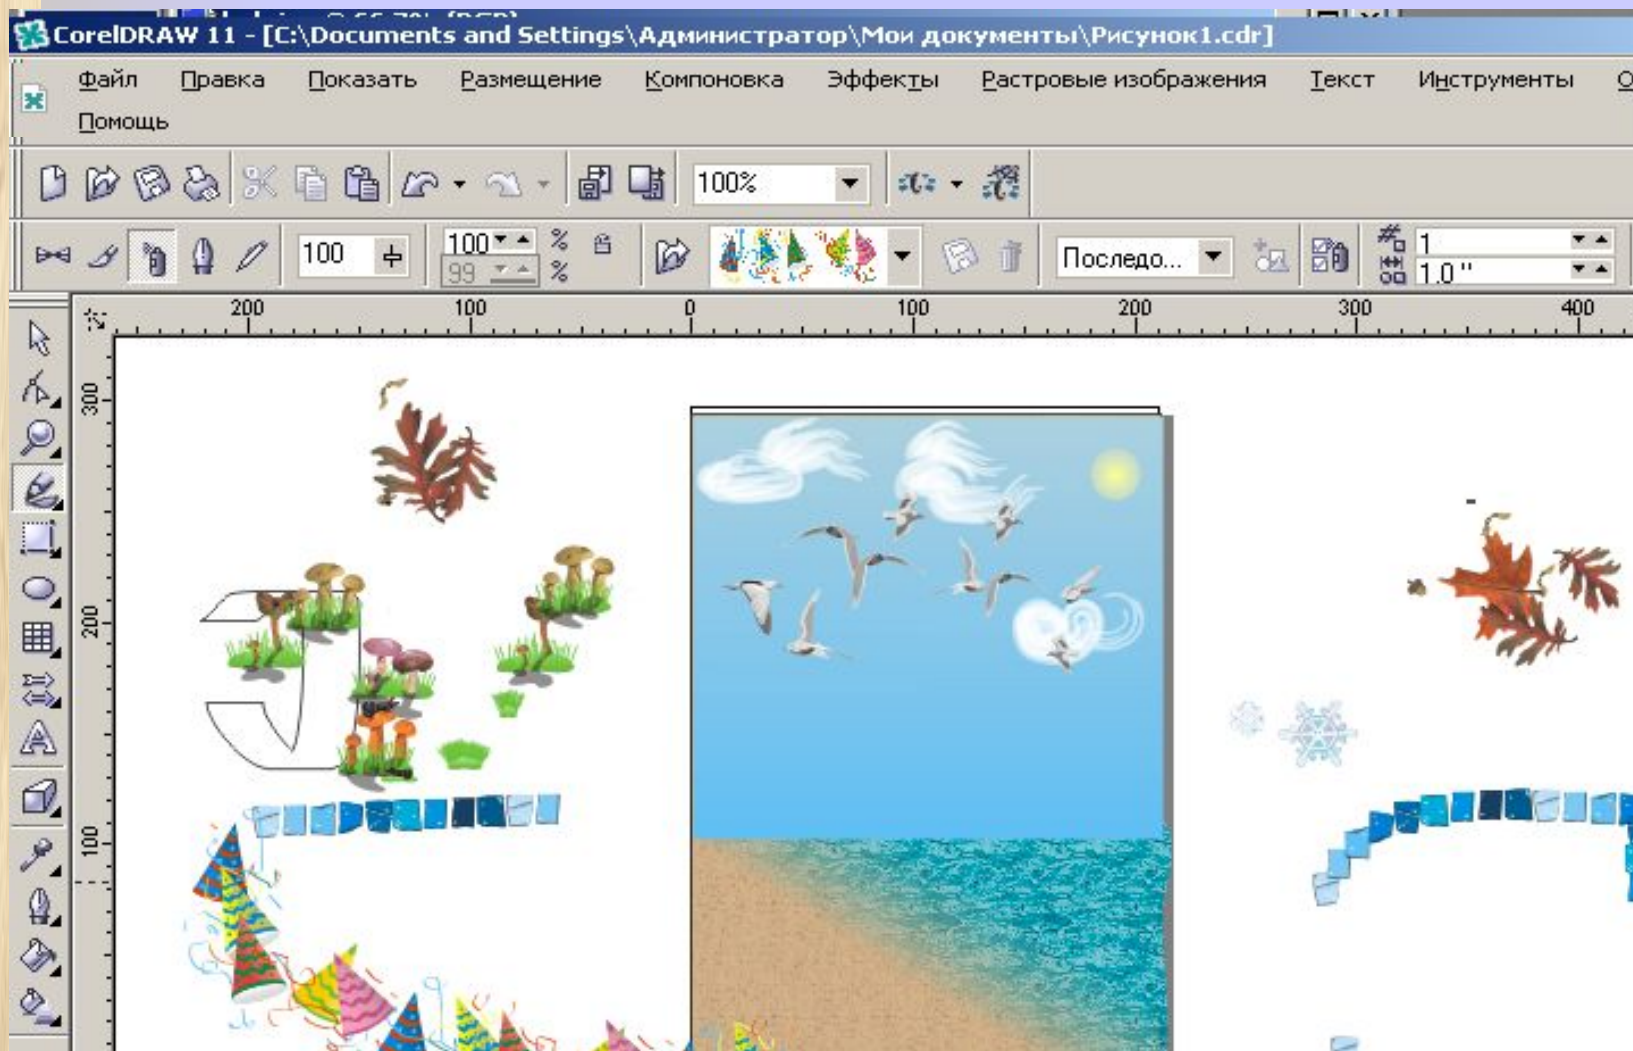 CorelDRAW 11 - [C:\Documents and Settings\Администратор\Мои документы\Рисунок1.cdr]
Файл Правка Показать Размещение Компоновка Эффекты Растровые изображения Текст Инструменты
Помощь
100%
100 100 % Последо... 1
99 % 1.0 "
200 100 0 100 200 300 400
300
200
100